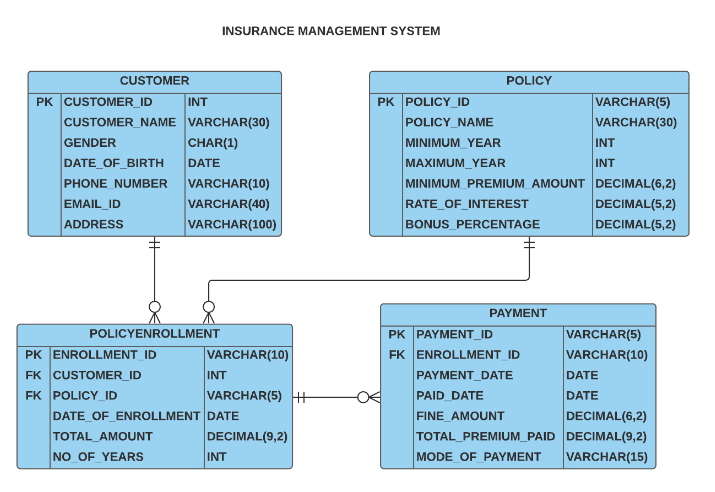 INSURANCE MANAGEMENT SYSTEM
CUSTOMER
PK CUSTOMER_ID INT
CUSTOMER_NAME VARCHAR(30)
GENDER CHAR(1)
DATE_OF_BIRTH DATE
PHONE_NUMBER VARCHAR(10)
EMAIL_ID VARCHAR(40)
ADDRESS VARCHAR(100)
POLICY
PK POLICY_ID VARCHAR(5)
POLICY_NAME VARCHAR(30)
MINIMUM_YEAR INT
MAXIMUM_YEAR INT
MINIMUM_PREMIUM_AMOUNT DECIMAL(6,2)
RATE_OF_INTEREST DECIMAL(5,2)
BONUS_PERCENTAGE DECIMAL(5,2)
POLICYENROLLMENT
PK ENROLLMENT_ID VARCHAR(10)
FK CUSTOMER_ID INT
FK POLICY_ID VARCHAR(5)
DATE_OF_ENROLLMENT DATE
TOTAL_AMOUNT DECIMAL(9,2)
NO_OF_YEARS INT
PAYMENT
PK PAYMENT_ID VARCHAR(5)
FK ENROLLMENT_ID VARCHAR(10)
PAYMENT_DATE DATE
PAID_DATE DATE
FINE_AMOUNT DECIMAL(6,2)
TOTAL_PREMIUM_PAID DECIMAL(9,2)
MODE_OF_PAYMENT VARCHAR(15)